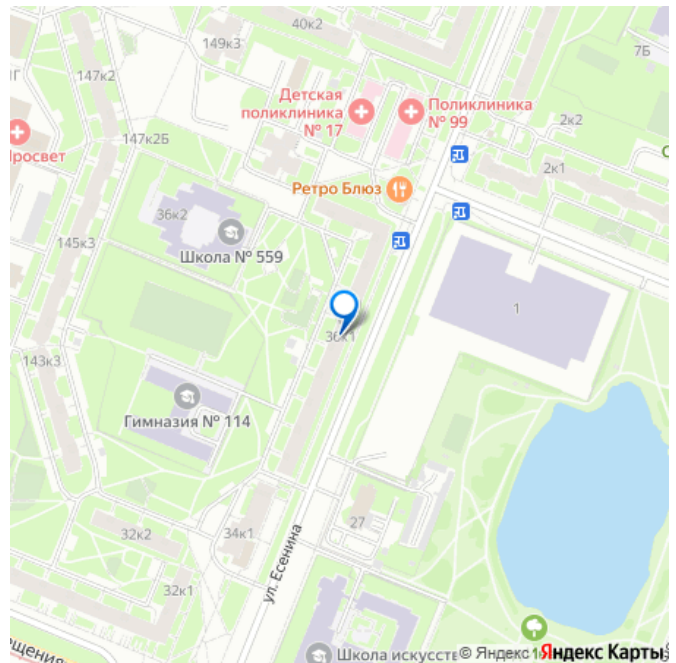 40к2
149к3
7Б
147к2
Детская
поликлиника
№ 17
Поликлиника
№ 99
2к2
147к2Б
2к1
Ретро Блюз
36к2
145к3
Школа № 559
1
36к1
143к3
Гимназия № 114
27
32к2
34к1
ул. Есенина
32к1
Школа искусств
© Яндекс
Яндекс Карты